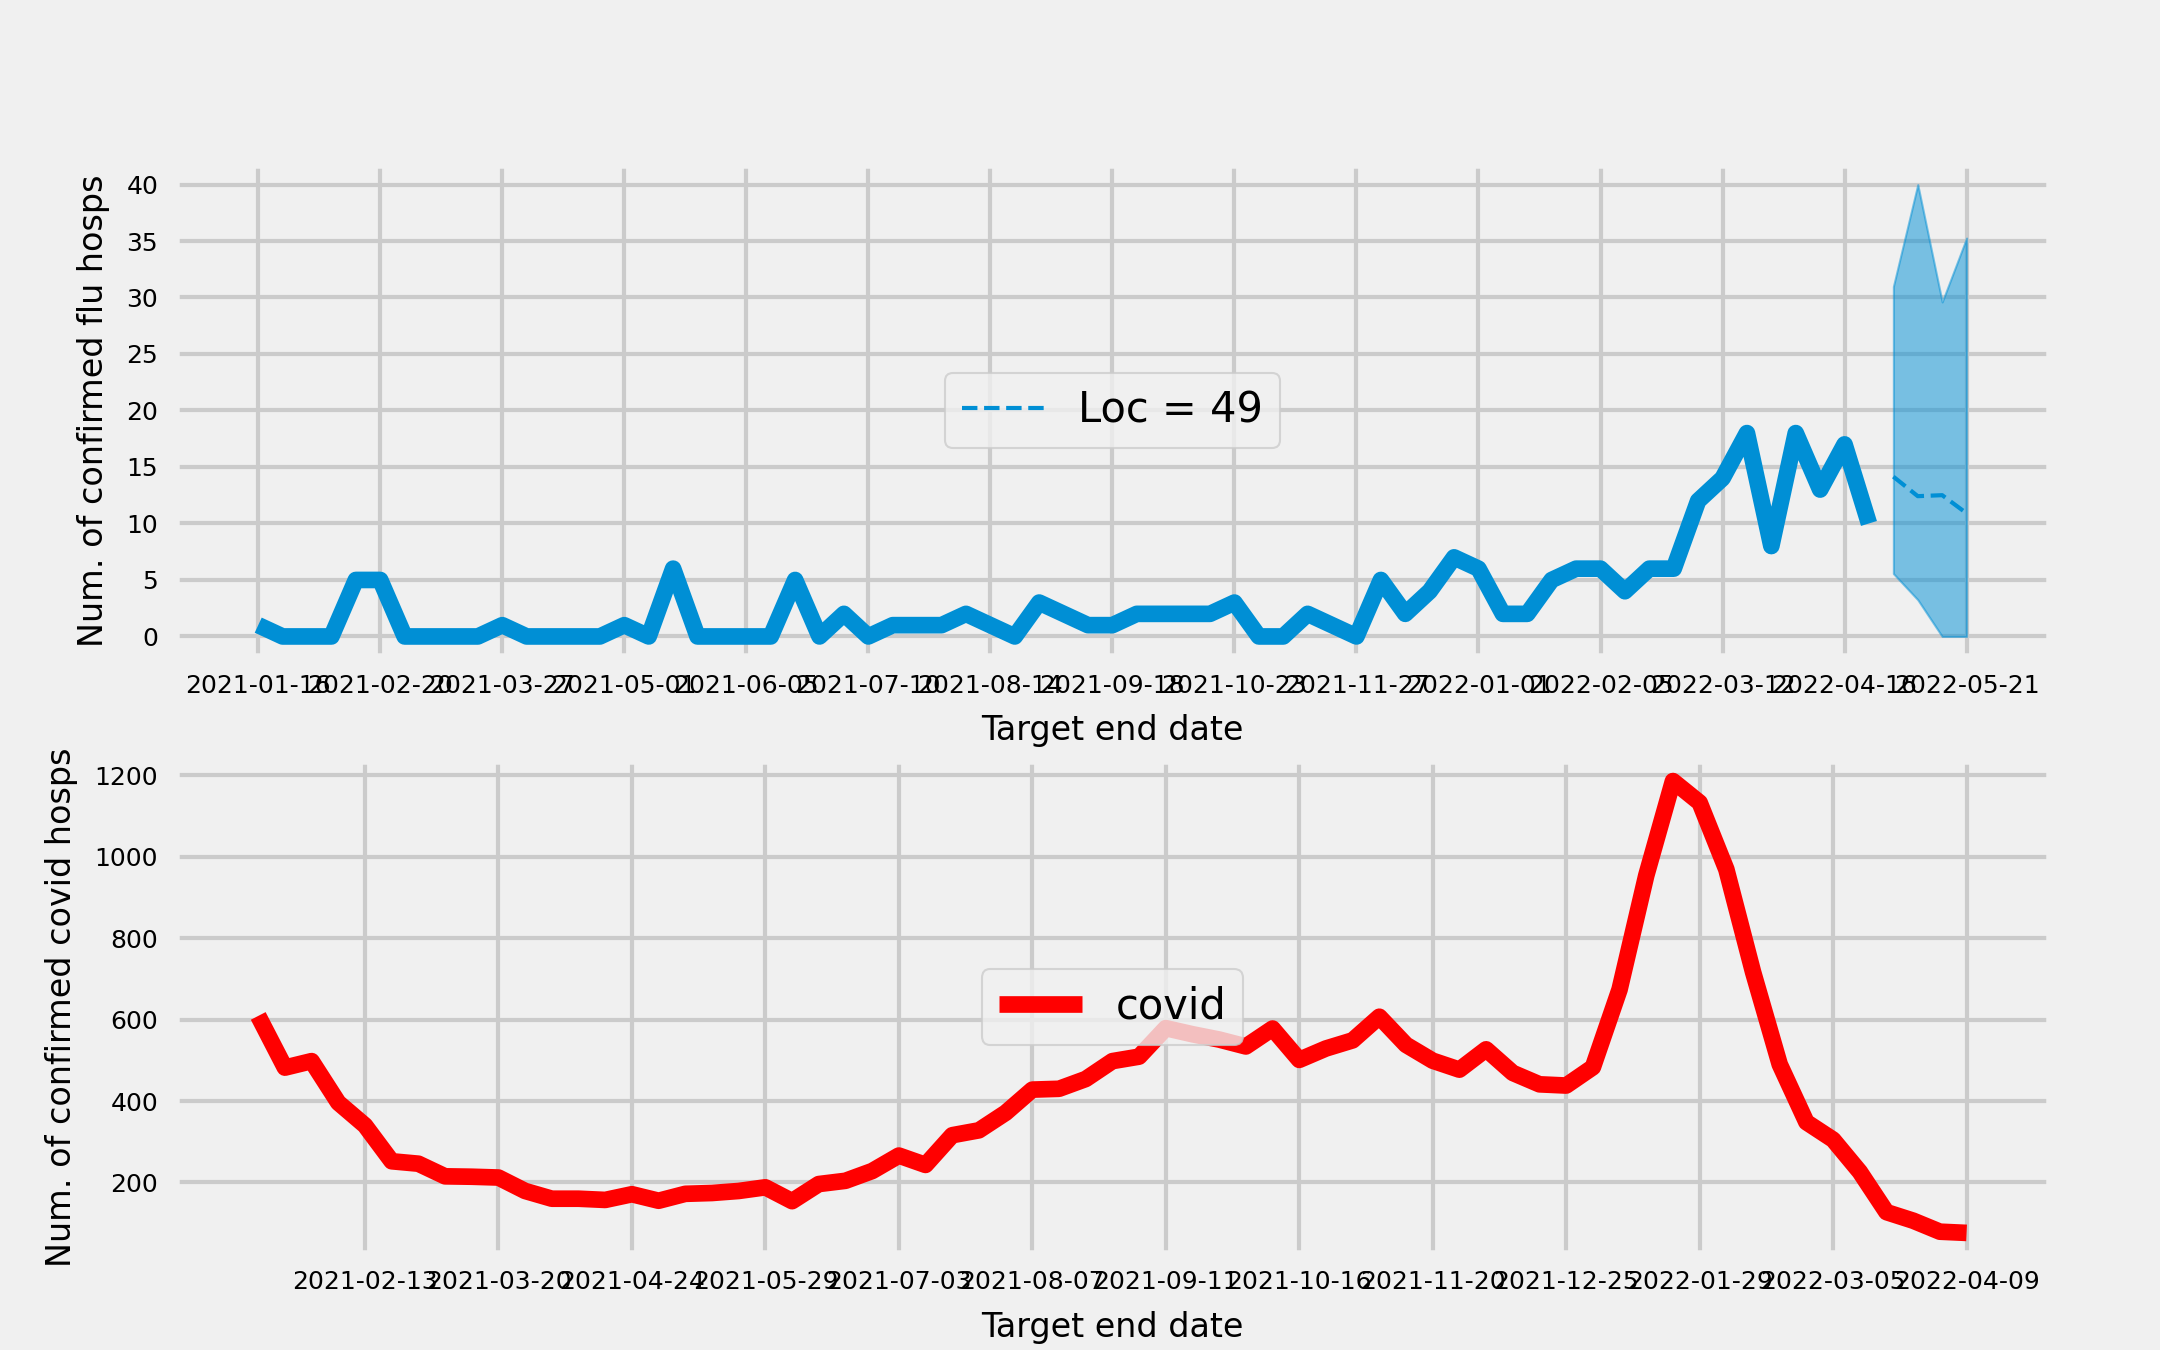 Num. of confirmed flu hosps
40
35
30
25
20
15
10
5
0
Loc = 49
2021-01-16 2021-02-20 2021-03-27 2021-05-01 2021-06-05 2021-07-10 2021-08-14 2021-09-18 2021-10-23 2021-11-27 2022-01-01 2022-02-05 2022-03-12 2022-04-16 2022-05-21
Target end date
Num. of confirmed covid hosps
1200
1000
800
600
400
200
covid
2021-02-13 2021-03-20 2021-04-24 2021-05-29 2021-07-03 2021-08-07 2021-09-11 2021-10-16 2021-11-20 2021-12-25 2022-01-29 2022-03-05 2022-04-09
Target end date